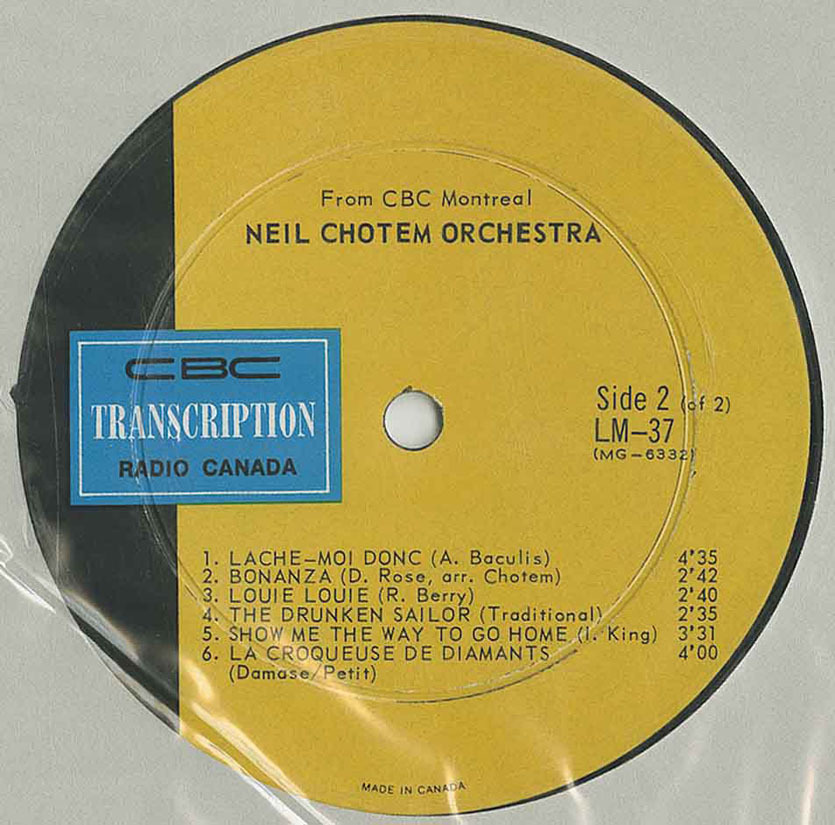 From CBC Montreal
NEIL CHOTEM ORCHESTRA
CBC
TRANSCRIPTION
RADIO CANADA
Side 2 (of 2)
LM-37
(MG-6332)
1. LACHE-MOI DONC (A. Baculis) 4'35
2. BONANZA (D. Rose, arr. Chotem) 2'42
3. LOUIE LOUIE (R. Berry) 2'40
4. THE DRUNKEN SAILOR (Traditional) 2'35
5. SHOW ME THE WAY TO GO HOME (I. King) 3'31
6. LA CROQUEUSE DE DIAMANTS 4'00
(Damase/Petit)
MADE IN CANADA